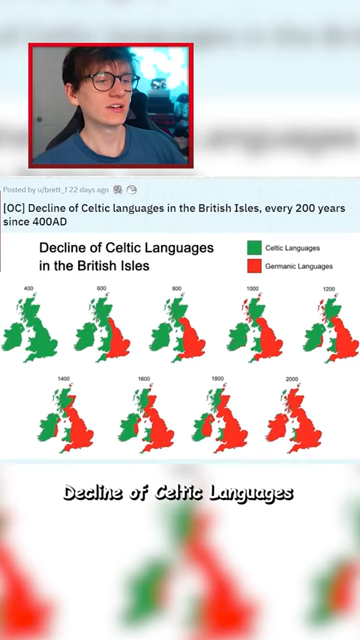 Posted by u/brett_f 22 days ago
[OC] Decline of Celtic languages in the British Isles, every 200 years
since 400AD
Decline of Celtic Languages
in the British Isles
Celtic Languages
Germanic Languages
400 600 800 1000 1200
1400 1600 1800 2000
Decline of Celtic Languages